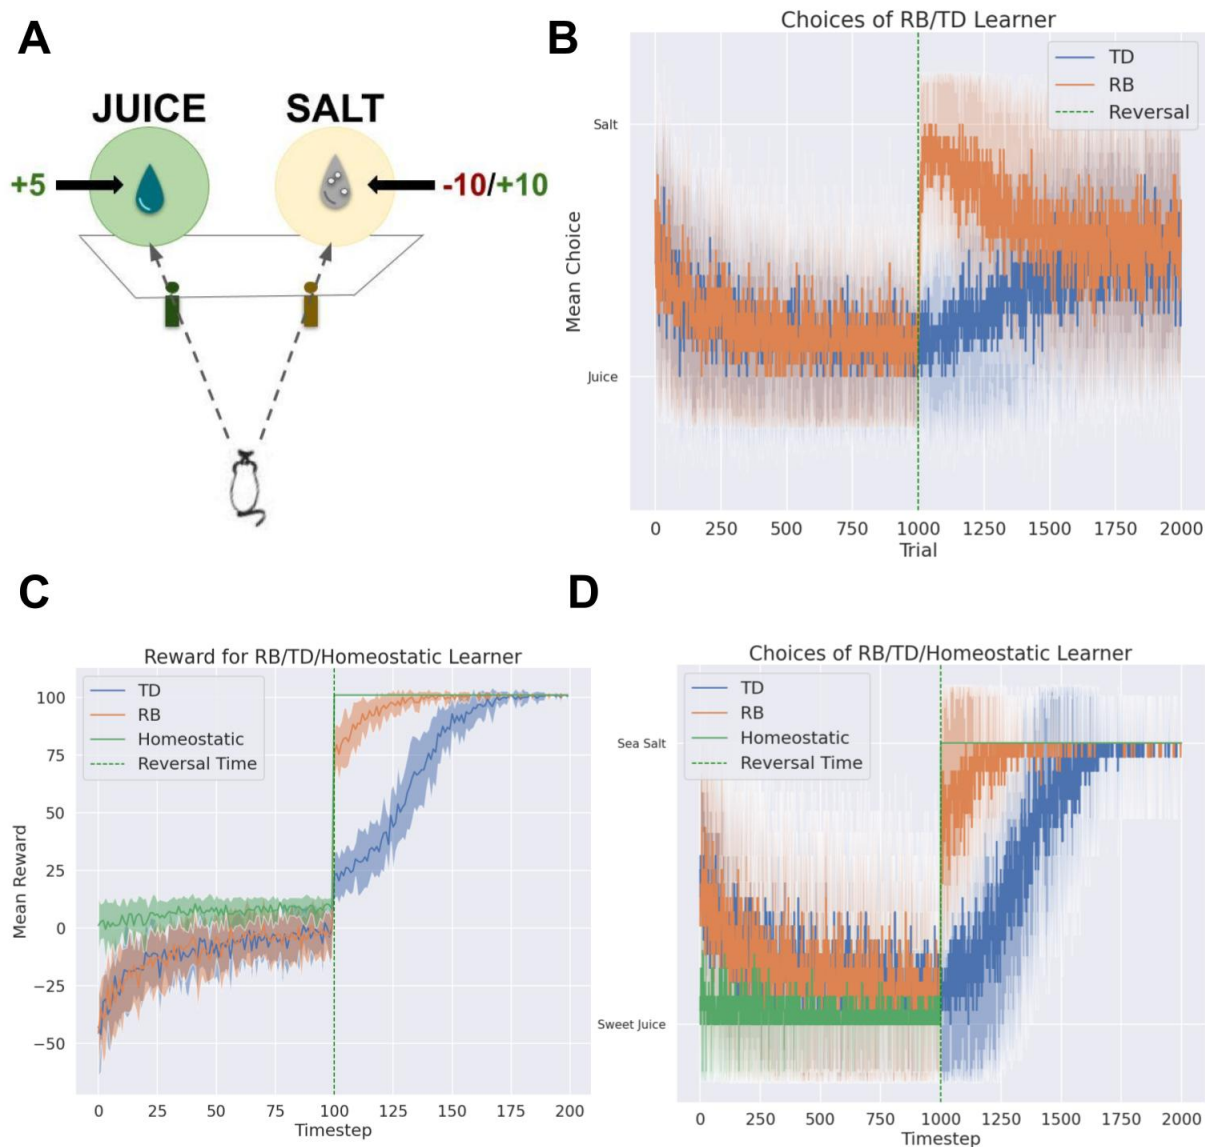 A
JUICE SALT
+5
-10/+10
B
Choices of RB/TD Learner
TD
RB
Reversal
Salt
Mean Choice
Juice
0 250 500 750 1000 1250 1500 1750 2000
Trial
C
Reward for RB/TD/Homeostatic Learner
TD
RB
Homeostatic
Reversal Time
100
75
50
25
0
−25
−50
Mean Reward
0 25 50 75 100 125 150 175 200
Timestep
D
Choices of RB/TD/Homeostatic Learner
TD
RB
Homeostatic
Reversal Time
Sea Salt
Sweet Juice
0 250 500 750 1000 1250 1500 1750 2000
Timestep